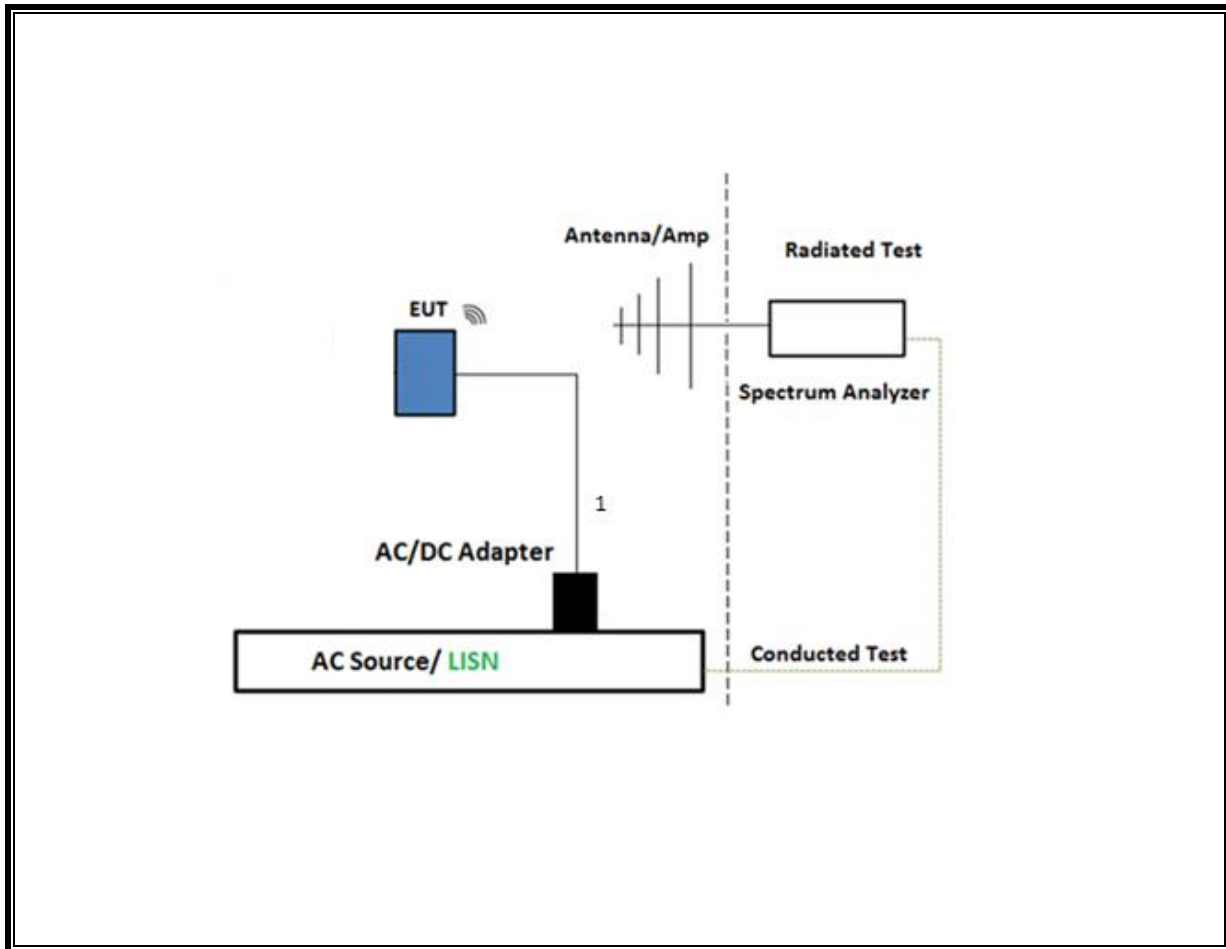 Antenna/Amp
Radiated Test
EUT
Spectrum Analyzer
1
AC/DC Adapter
AC Source/ LISN
Conducted Test